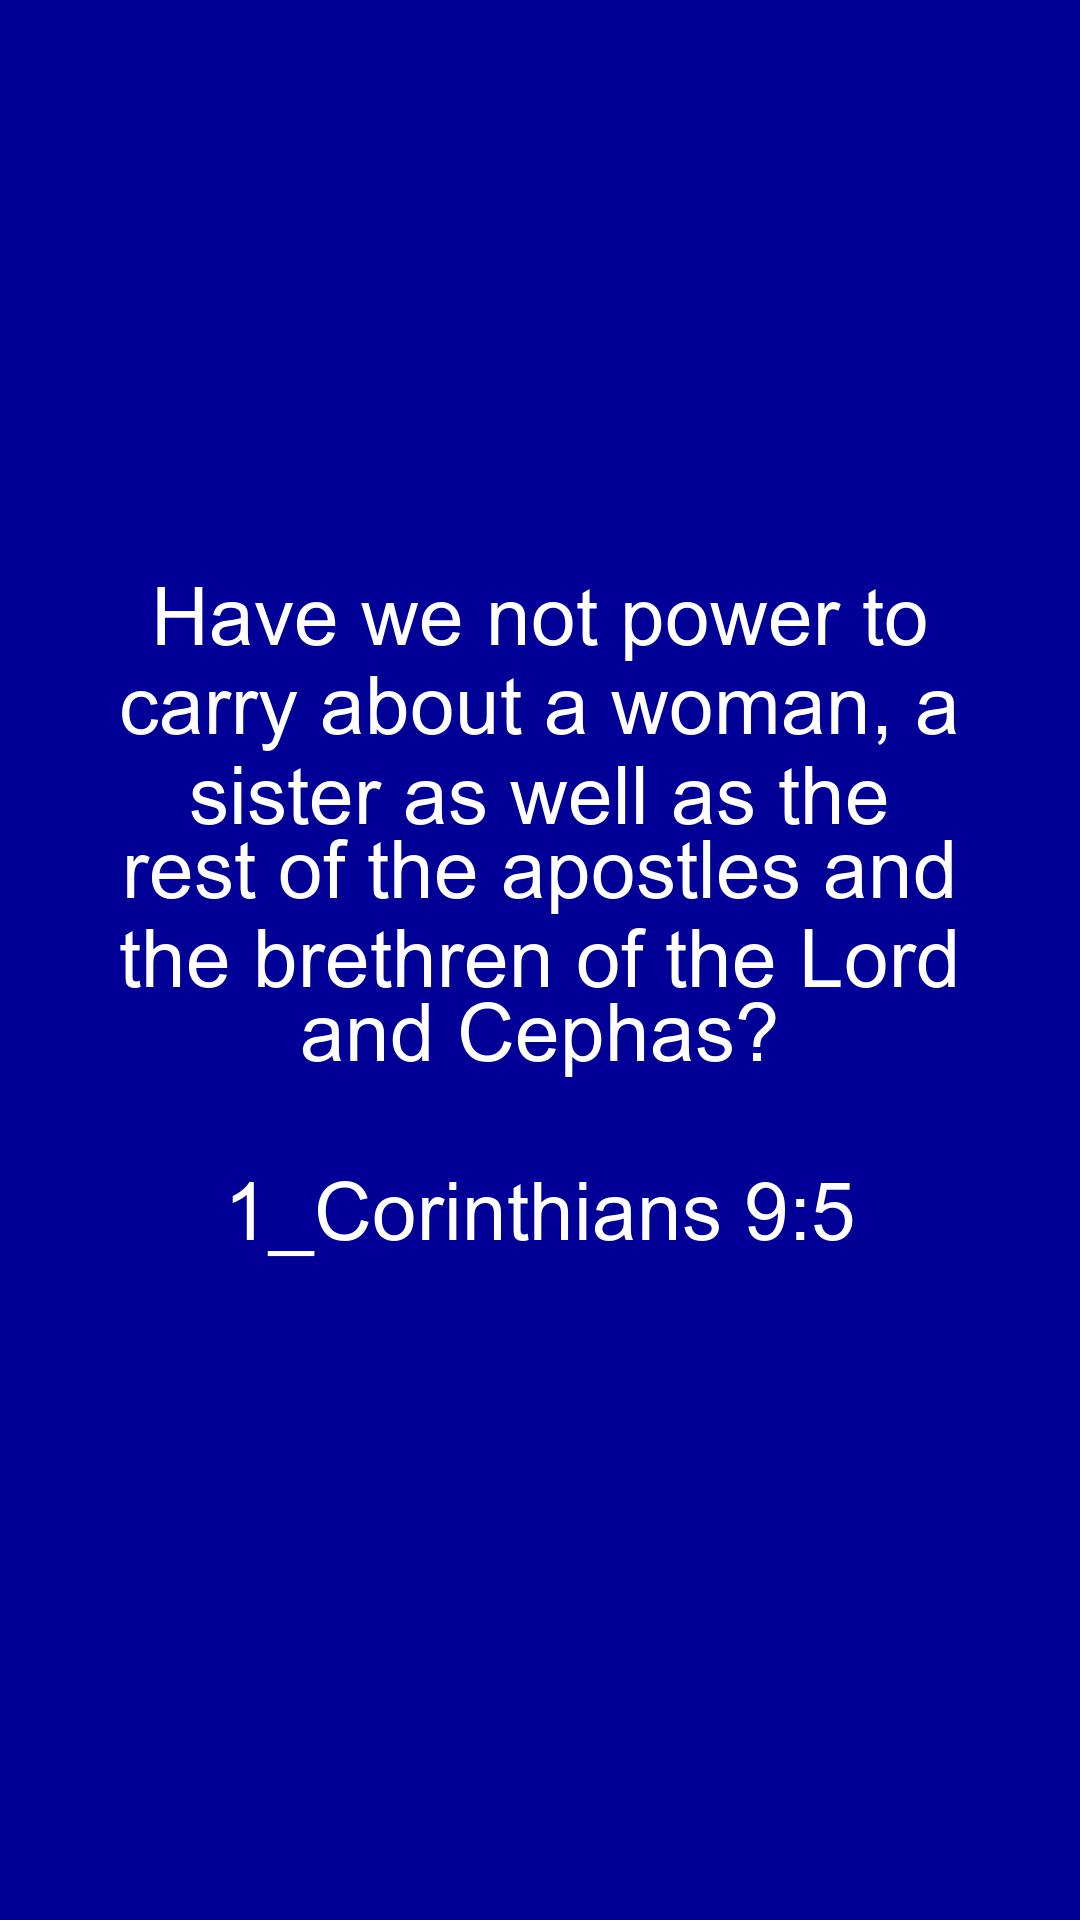 Have we not power to
carry about a woman, a
sister as well as the
rest of the apostles and
the brethren of the Lord
and Cephas?
1_Corinthians 9:5